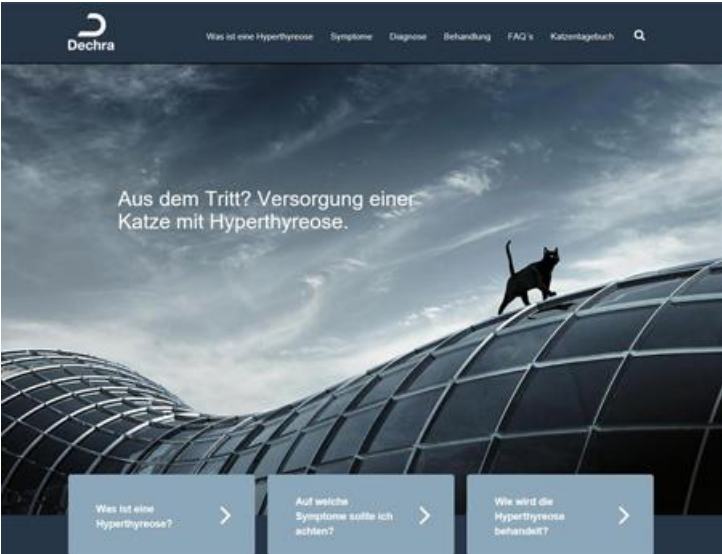 Dechra
Was ist eine Hyperthyreose Symptome Diagnose Behandlung FAQ´s Katzentagebuch
Aus dem Tritt? Versorgung einer
Katze mit Hyperthyreose.
Was ist eine
Hyperthyreose?
Auf welche
Symptome sollte ich
achten?
Wie wird die
Hyperthyreose
behandelt?